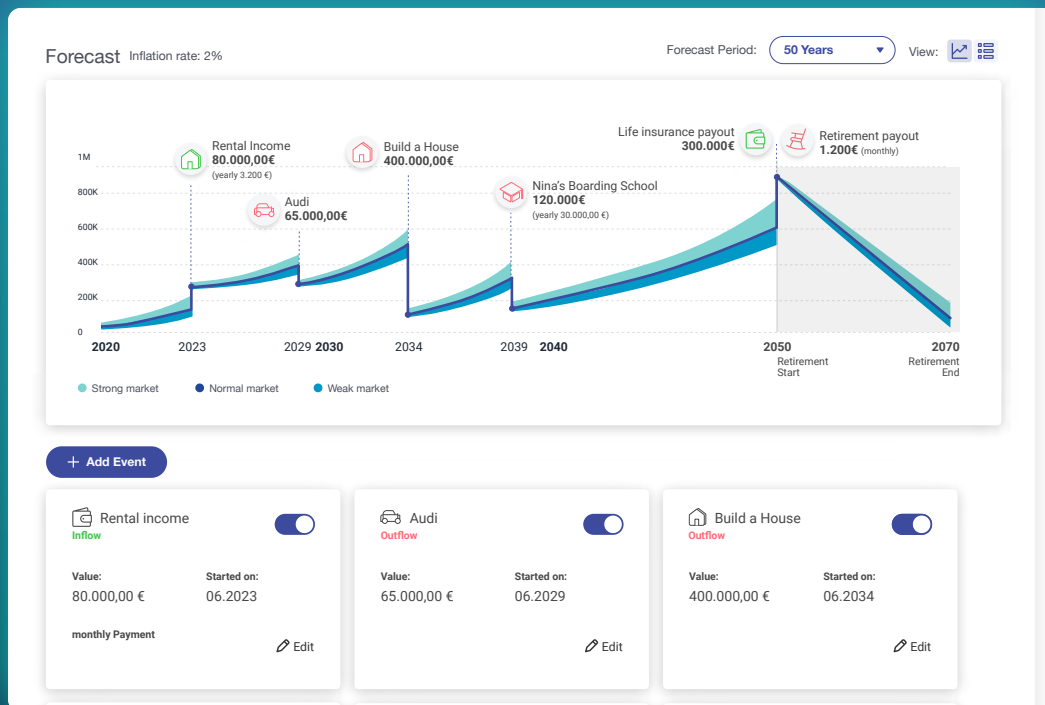 Forecast Inflation rate: 2%
Forecast Period: 50 Years View:
Rental Income
80.000,00€
(yearly 3.200 €)
Audi
65.000,00€
Build a House
400.000,00€
Nina's Boarding School
120.000€
(yearly 30.000,00 €)
Life insurance payout
300.000€
Retirement payout
1.200€ (monthly)
1M
800K
600K
400K
200K
0
2020 2023 2029 2030 2034 2039 2040 2050 2070
Retirement
Start
Retirement
End
Strong market Normal market Weak market
+ Add Event
Rental income
Inflow
Value: Started on:
80.000,00 € 06.2023
monthly Payment
Edit
Audi
Outflow
Value: Started on:
65.000,00 € 06.2029
Edit
Build a House
Outflow
Value: Started on:
400.000,00 € 06.2034
Edit